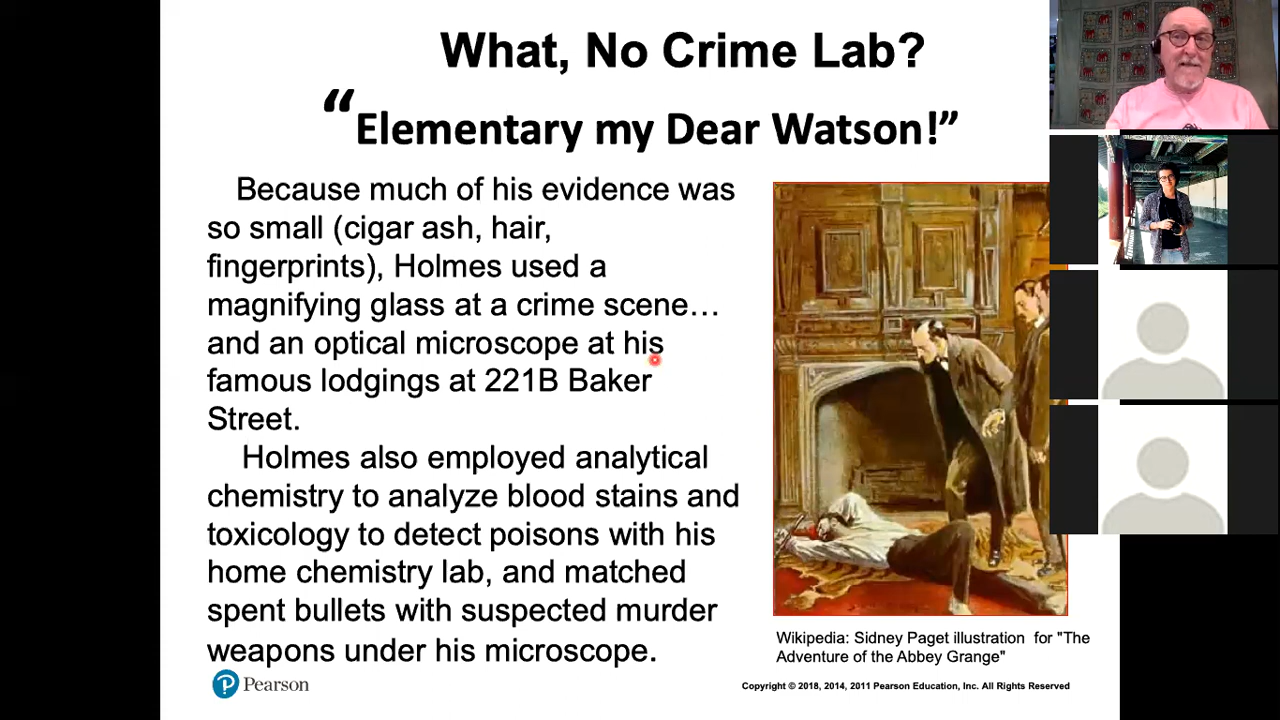 What, No Crime Lab?
“Elementary my Dear Watson!”
Because much of his evidence was
so small (cigar ash, hair,
fingerprints), Holmes used a
magnifying glass at a crime scene…
and an optical microscope at his
famous lodgings at 221B Baker
Street.
Holmes also employed analytical
chemistry to analyze blood stains and
toxicology to detect poisons with his
home chemistry lab, and matched
spent bullets with suspected murder
weapons under his microscope.
Wikipedia: Sidney Paget illustration for "The
Adventure of the Abbey Grange"
Pearson
Copyright © 2018, 2014, 2011 Pearson Education, Inc. All Rights Reserved